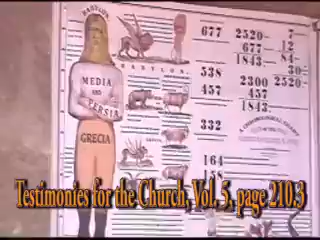 BABYLON
677 2520 7
677 12
1843 84
30
BABYLON
538 2300 2520
457 457
1843
MEDIA
AND
PERSIA
332
GRECIA
164
158
Testimonies for the Church, Vol. 5, page 210.3